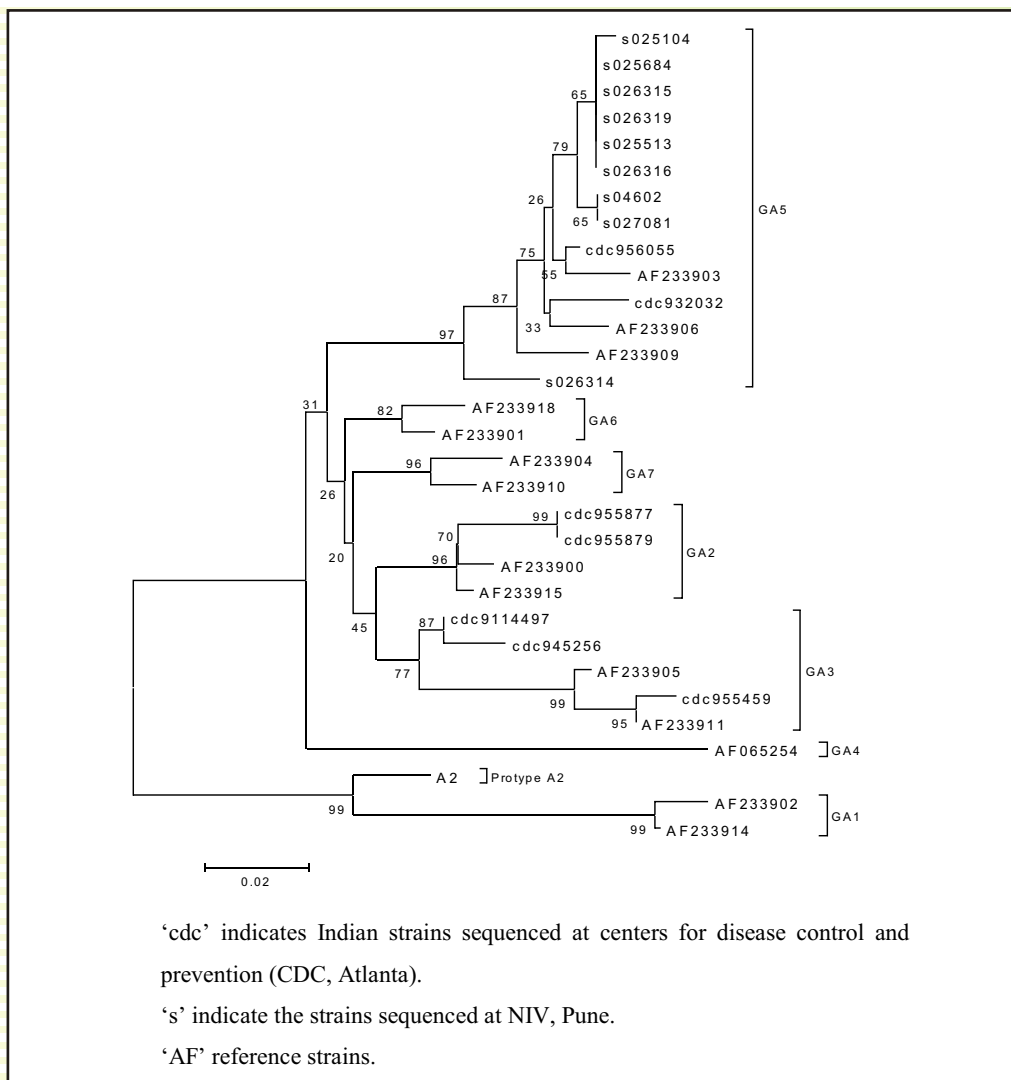 s025104
s025684
65
s026315
s026319
79
s025513
s026316
26
s04602
GA5
65
s027081
75
cdc956055
55
AF233903
87
cdc932032
33
AF233906
97
AF233909
s026314
31
82
AF233918
GA6
AF233901
96
AF233904
GA7
26
AF233910
99
cdc955877
70
cdc955879
GA2
20
96
AF233900
AF233915
45
87
cdc9114497
cdc945256
77
AF233905
GA3
99
cdc955459
95
AF233911
AF065254
GA4
A2
Protype A2
99
AF233902
GA1
99
AF233914
0.02
‘cdc’ indicates Indian strains sequenced at centers for disease control and
prevention (CDC, Atlanta).
‘s’ indicate the strains sequenced at NIV, Pune.
‘AF’ reference strains.